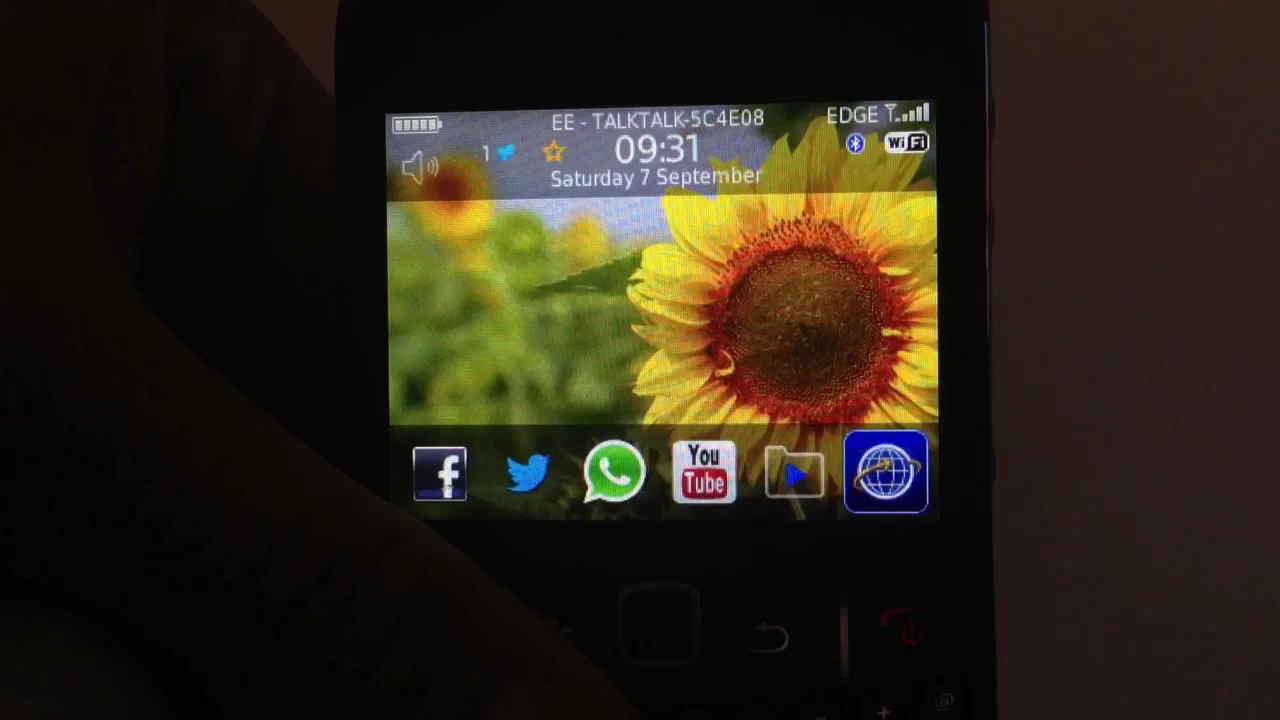 EE - TALKTALK-5C4E08
EDGE
1
09:31
WiFi
Saturday 7 September
f
You
Tube
@
+